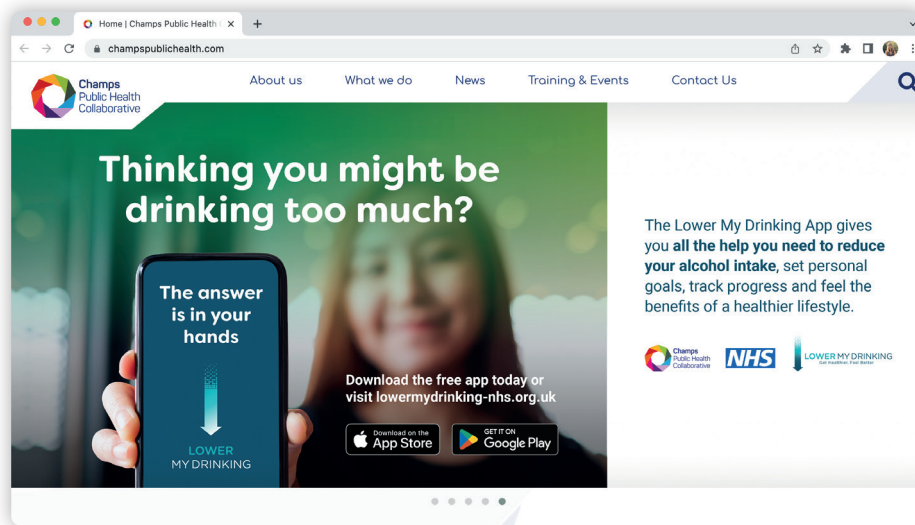 Home | Champs Public Health
champspublichealth.com
Champs
Public Health
Collaborative
About us
What we do
News
Training & Events
Contact Us
Thinking you might be
drinking too much?
The answer
is in your
hands
LOWER
MY DRINKING
Download the free app today or
visit lowermydrinking-nhs.org.uk
Download on the
App Store
GET IT ON
Google Play
The Lower My Drinking App gives
you all the help you need to reduce
your alcohol intake, set personal
goals, track progress and feel the
benefits of a healthier lifestyle.
Champs
Public Health
Collaborative
NHS
LOWER MY DRINKING
Get Healthier, Feel Better